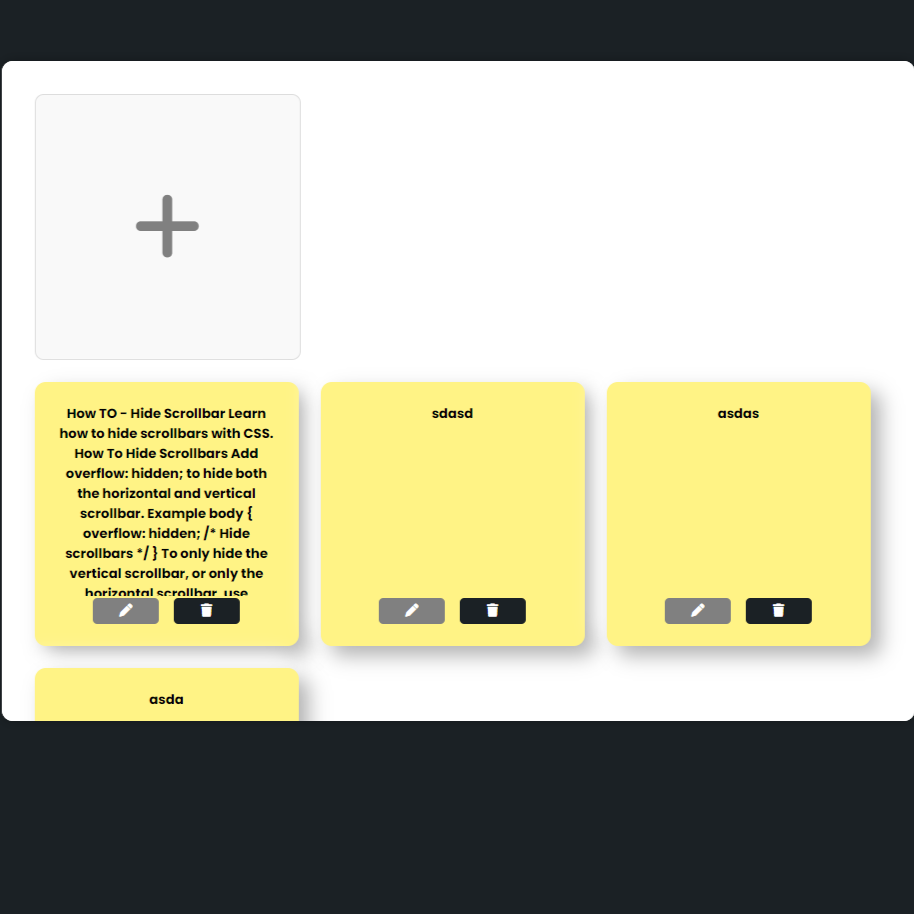 How TO - Hide Scrollbar Learn
how to hide scrollbars with CSS.
How To Hide Scrollbars Add
overflow: hidden; to hide both
the horizontal and vertical
scrollbar. Example body {
overflow: hidden; /* Hide
scrollbars */ } To only hide the
vertical scrollbar, or only the
horizontal scrollbar, use
sdasd
asdas
asda